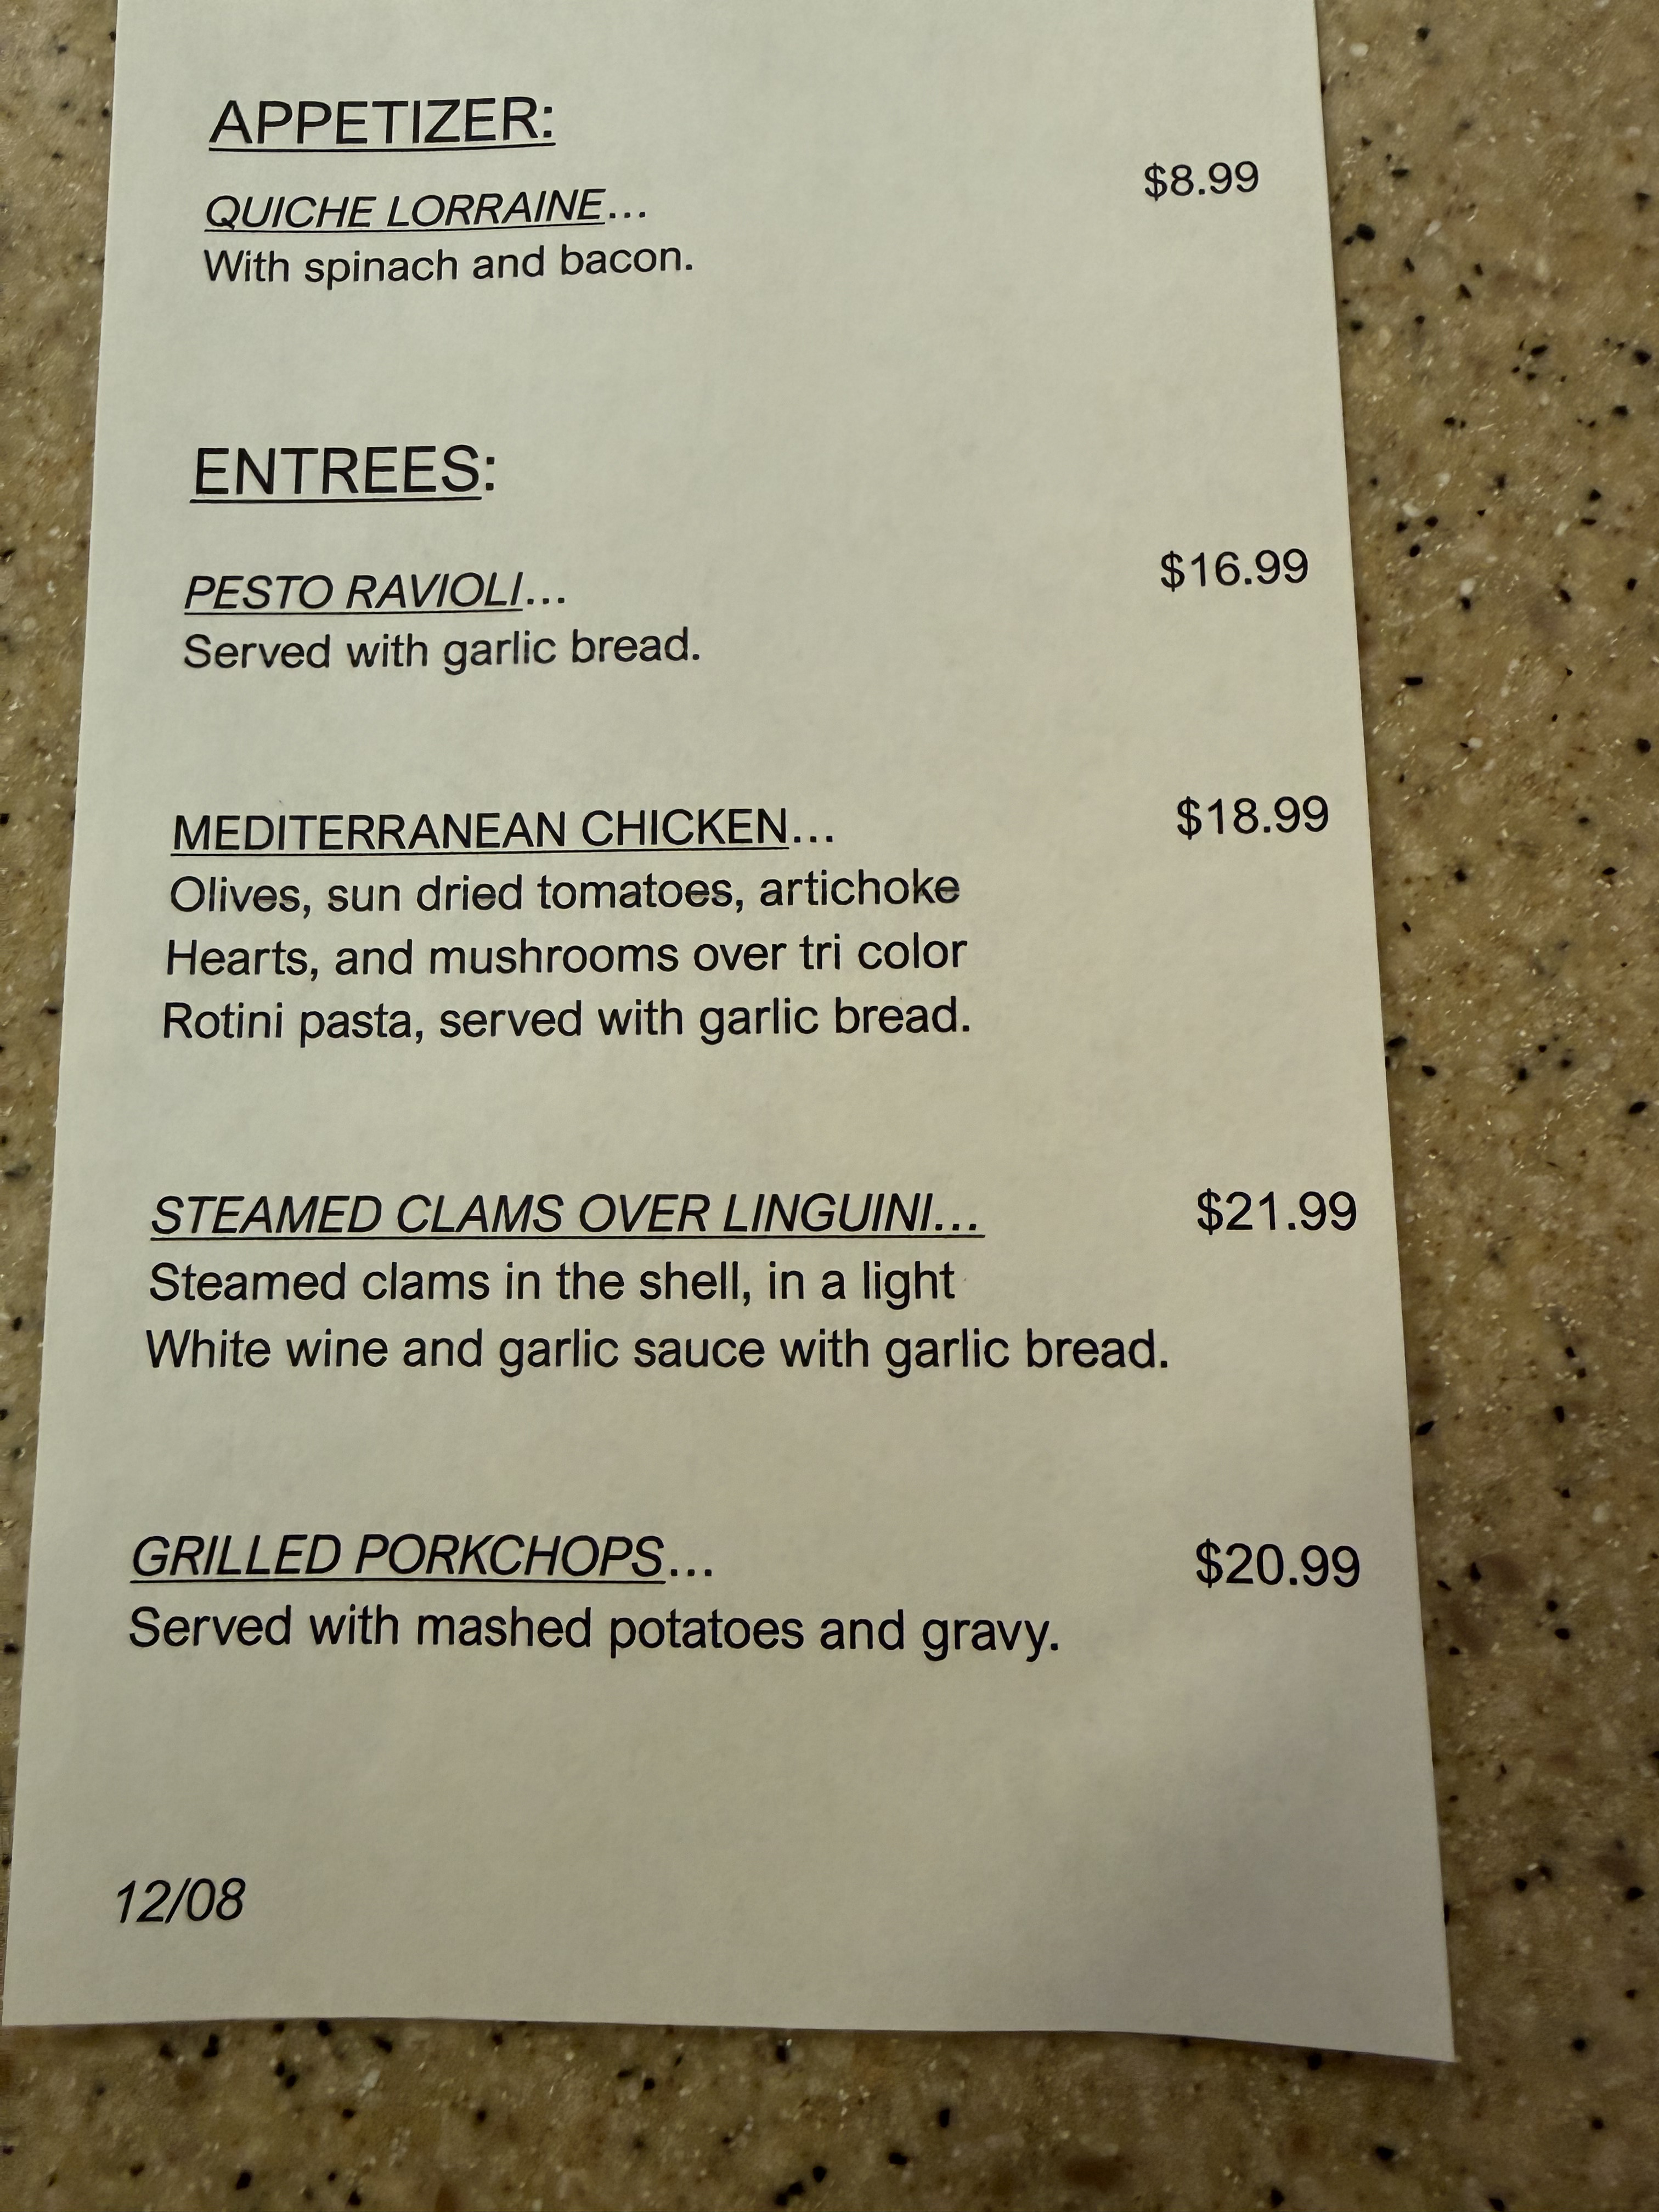 APPETIZER:
$8.99
QUICHE LORRAINE...
With spinach and bacon.
ENTREES:
$16.99
PESTO RAVIOLI...
Served with garlic bread.
MEDITERRANEAN CHICKEN... $18.99
Olives, sun dried tomatoes, artichoke
Hearts, and mushrooms over tri color
Rotini pasta, served with garlic bread.
STEAMED CLAMS OVER LINGUINI... $21.99
Steamed clams in the shell, in a light
White wine and garlic sauce with garlic bread.
GRILLED PORKCHOPS... $20.99
Served with mashed potatoes and gravy.
12/08